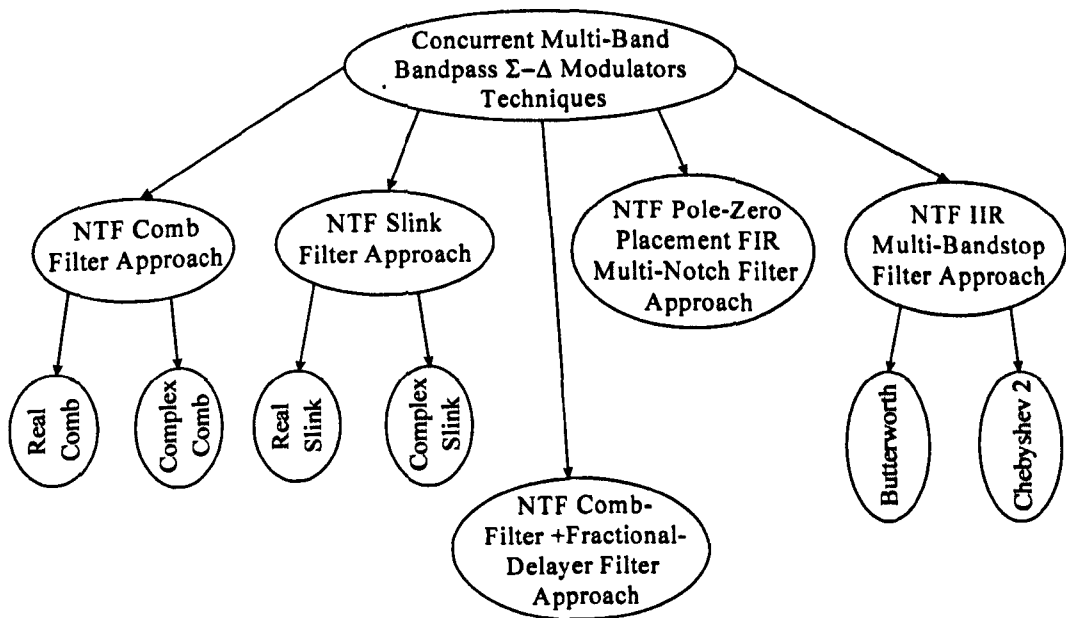 Concurrent Multi-Band
Bandpass Σ–Δ Modulators
Techniques
NTF Comb
Filter Approach
NTF Slink
Filter Approach
NTF Pole-Zero
Placement FIR
Multi-Notch Filter
Approach
NTF IIR
Multi-Bandstop
Filter Approach
Real
Comb
Complex
Comb
Real
Slink
Complex
Slink
Butterworth
Chebyshev 2
NTF Comb-
Filter +Fractional-
Delayer Filter
Approach